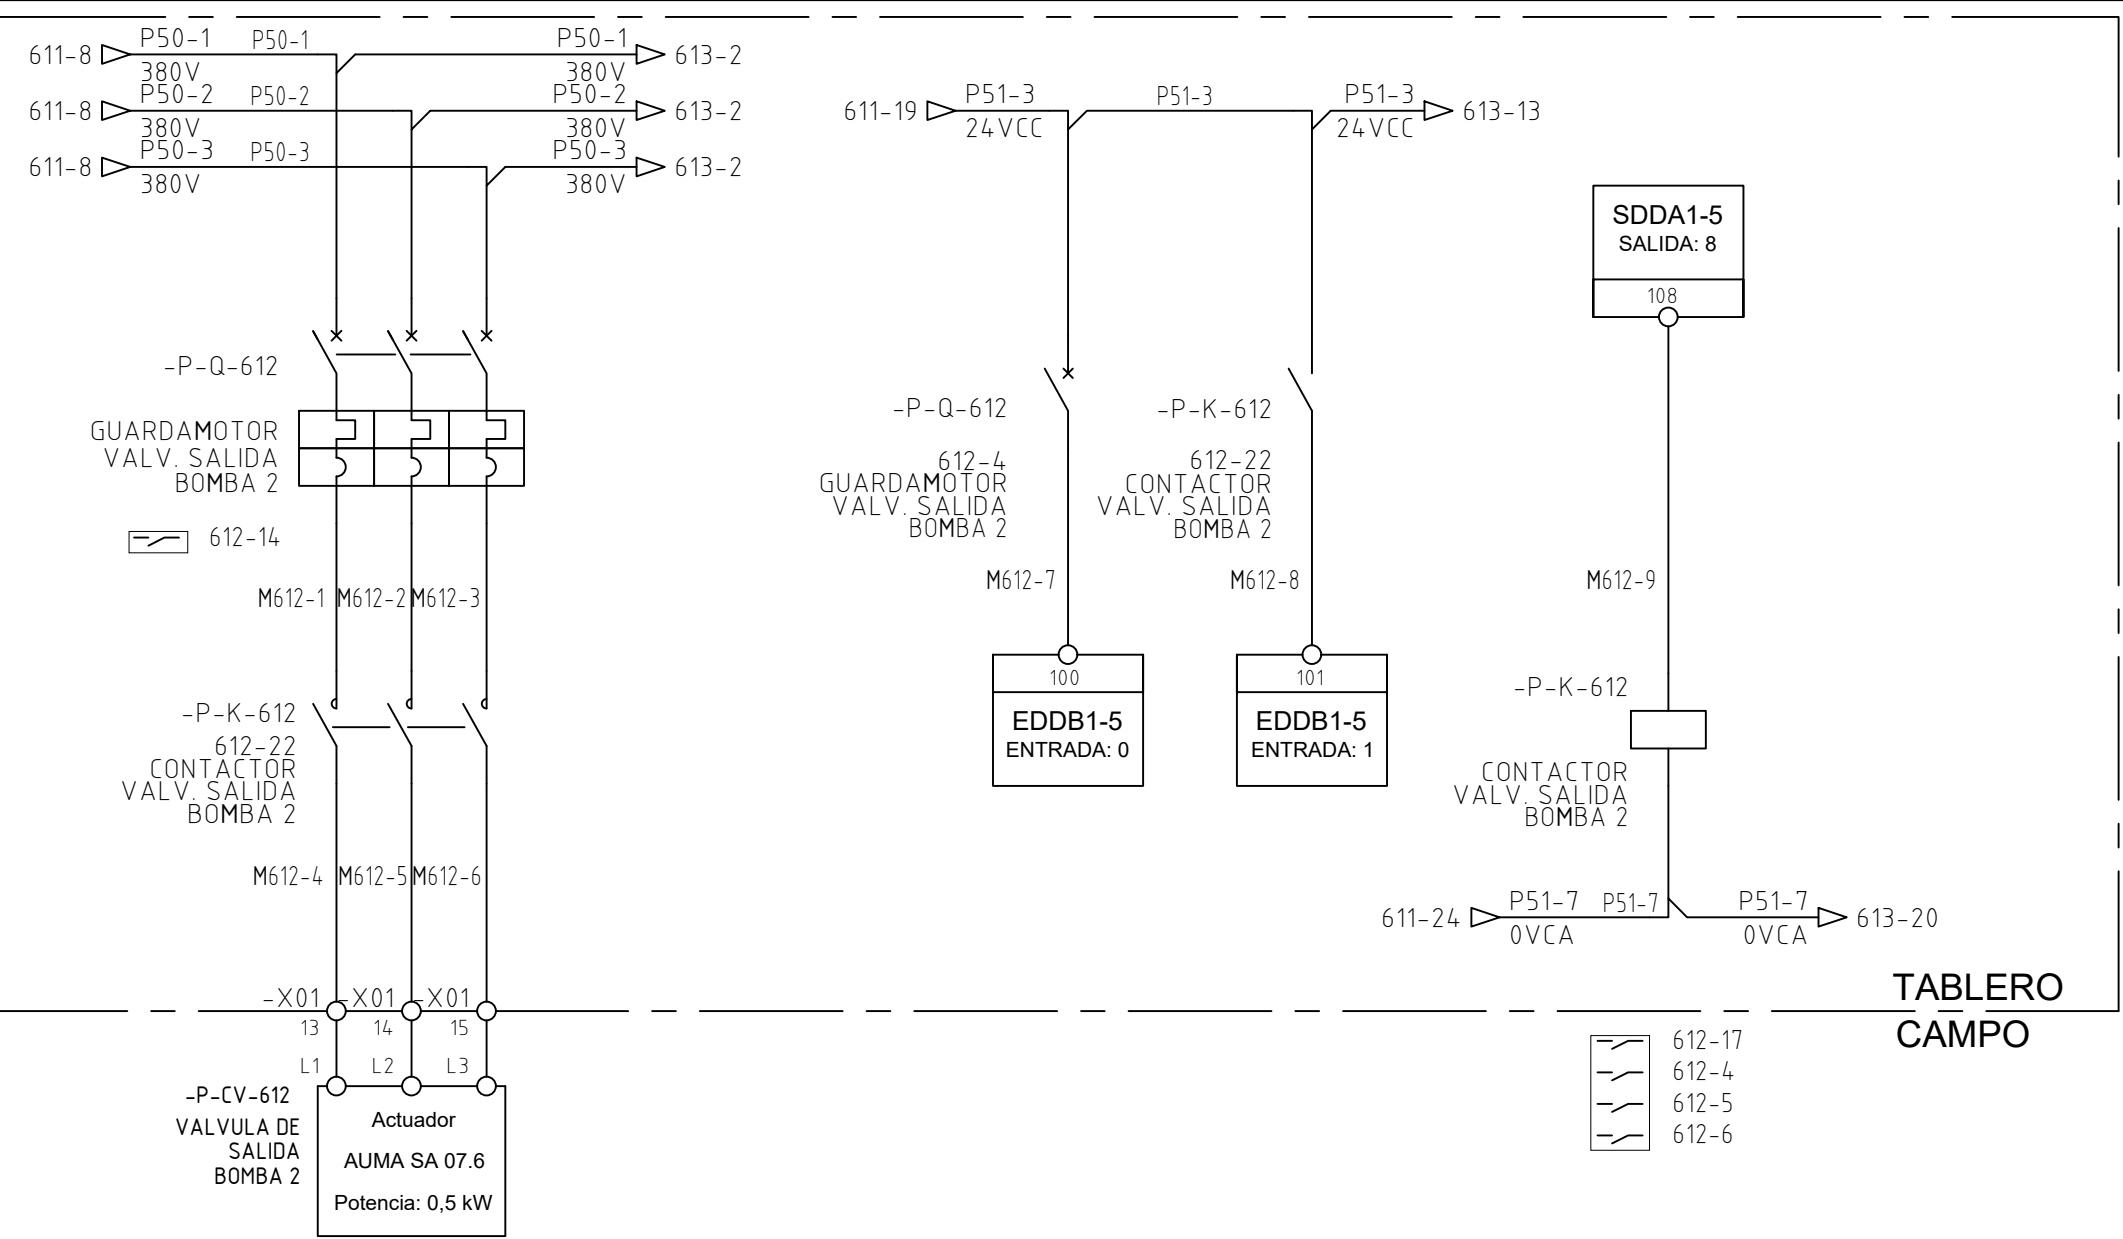 P50-1 P50-1 P50-1
611-8 613-2
380V 380V
P50-2 P50-2 P50-2
611-8 613-2
380V 380V
P50-3 P50-3 P50-3
611-8 613-2
380V 380V
P51-3 P51-3 P51-3
611-19 613-13
24VCC 24VCC
SDDA1-5
SALIDA: 8
108
-P-Q-612
GUARDAMOTOR
VALV. SALIDA
BOMBA 2
612-14
M612-1 M612-2 M612-3
-P-K-612
612-22
CONTACTOR
VALV. SALIDA
BOMBA 2
M612-4 M612-5 M612-6
-X01 -X01 -X01
13 14 15
L1 L2 L3
-P-CV-612
VALVULA DE
SALIDA
BOMBA 2
Actuador
AUMA SA 07.6
Potencia: 0,5 kW
-P-Q-612
612-4
GUARDAMOTOR
VALV. SALIDA
BOMBA 2
M612-7
100
EDDB1-5
ENTRADA: 0
-P-K-612
612-22
CONTACTOR
VALV. SALIDA
BOMBA 2
M612-8
101
EDDB1-5
ENTRADA: 1
M612-9
-P-K-612
CONTACTOR
VALV. SALIDA
BOMBA 2
P51-7 P51-7 P51-7
611-24 613-20
0VCA 0VCA
TABLERO
CAMPO
612-17
612-4
612-5
612-6